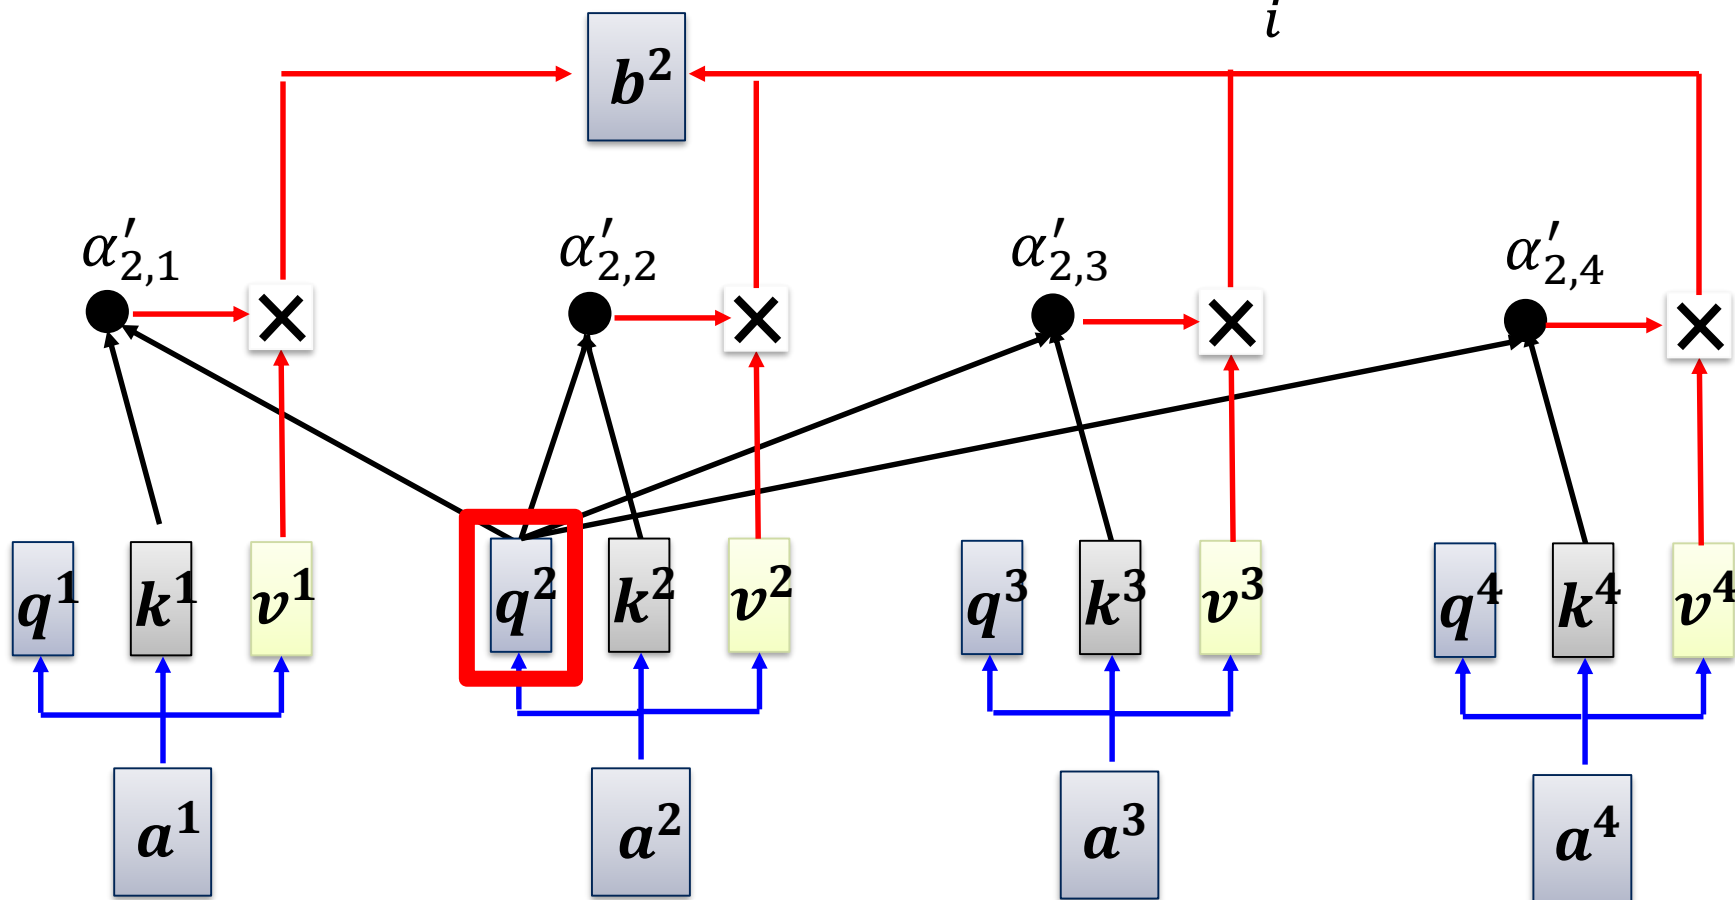 i
b²
α′₂,₁ α′₂,₂ α′₂,₃ α′₂,₄
× × × ×
q¹ k¹ v¹ q² k² v² q³ k³ v³ q⁴ k⁴ v⁴
a¹ a² a³ a⁴